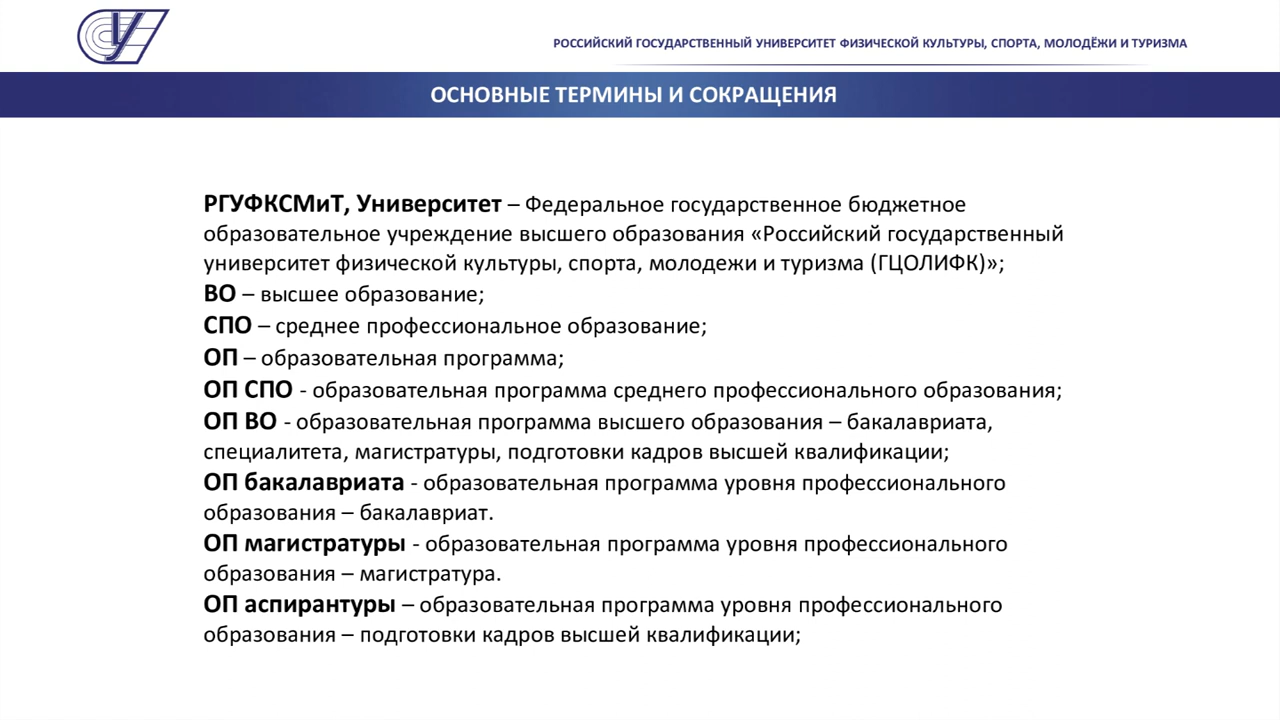 РОССИЙСКИЙ ГОСУДАРСТВЕННЫЙ УНИВЕРСИТЕТ ФИЗИЧЕСКОЙ КУЛЬТУРЫ, СПОРТА, МОЛОДЁЖИ И ТУРИЗМА
ОСНОВНЫЕ ТЕРМИНЫ И СОКРАЩЕНИЯ
РГУФКСМиТ, Университет – Федеральное государственное бюджетное
образовательное учреждение высшего образования «Российский государственный
университет физической культуры, спорта, молодежи и туризма (ГЦОЛИФК)»;
ВО – высшее образование;
СПО – среднее профессиональное образование;
ОП – образовательная программа;
ОП СПО - образовательная программа среднего профессионального образования;
ОП ВО - образовательная программа высшего образования – бакалавриата,
специалитета, магистратуры, подготовки кадров высшей квалификации;
ОП бакалавриата - образовательная программа уровня профессионального
образования – бакалавриат.
ОП магистратуры - образовательная программа уровня профессионального
образования – магистратура.
ОП аспирантуры – образовательная программа уровня профессионального
образования – подготовки кадров высшей квалификации;